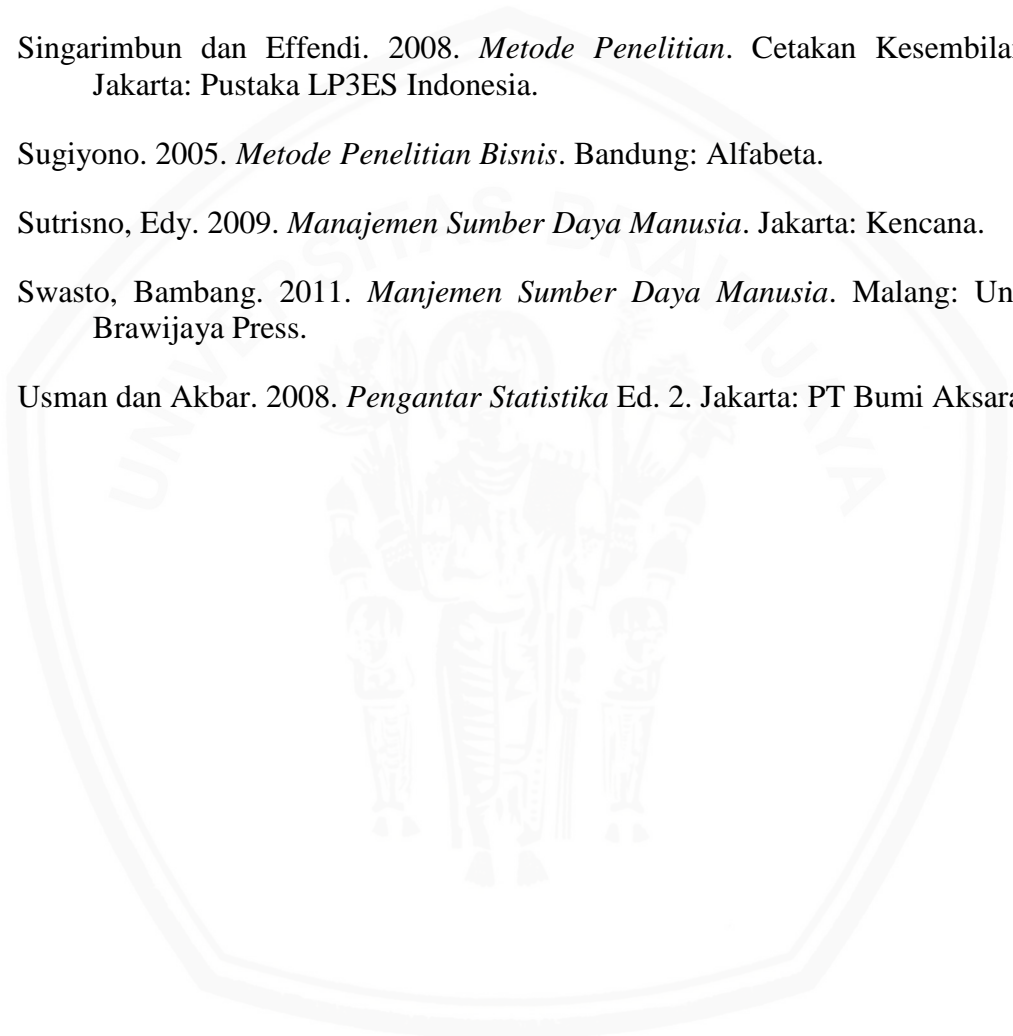 Singarimbun dan Effendi. 2008. Metode Penelitian. Cetakan
Jakarta: Pustaka LP3ES Indonesia.
Sugiyono. 2005. Metode Penelitian Bisnis. Bandung: Alfabeta.
Sutrisno, Edy. 2009. Manajemen Sumber Daya Manusia. Jakarta: Kencana.
Swasto, Bambang. 2011. Manjemen Sumber Daya Manusia. Malang:
Brawijaya Press.
Usman dan Akbar. 2008. Pengantar Statistika Ed. 2. Jakarta: PT Bumi Aksara
UNIVERSITAS BRAWIJAYA